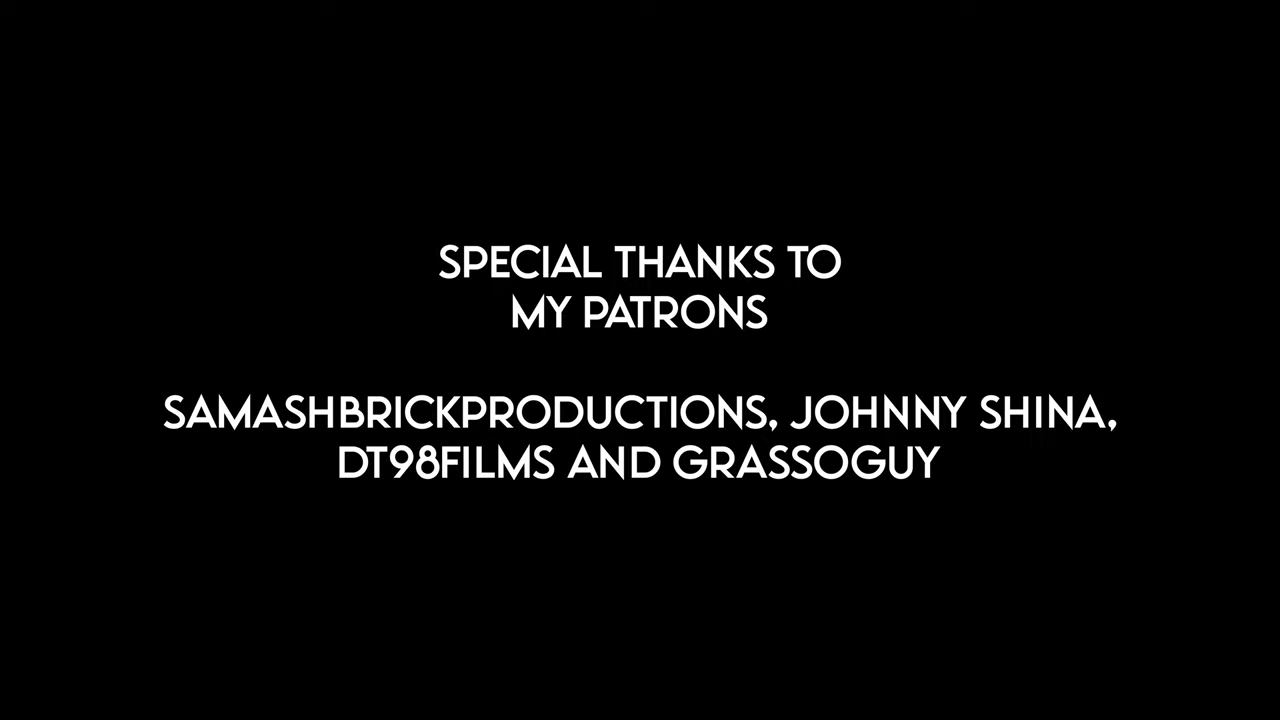 SPECIAL THANKS TO
MY PATRONS
SAMASHBRICKPRODUCTIONS, JOHNNY SHINA,
DT98FILMS AND GRASSOGUY